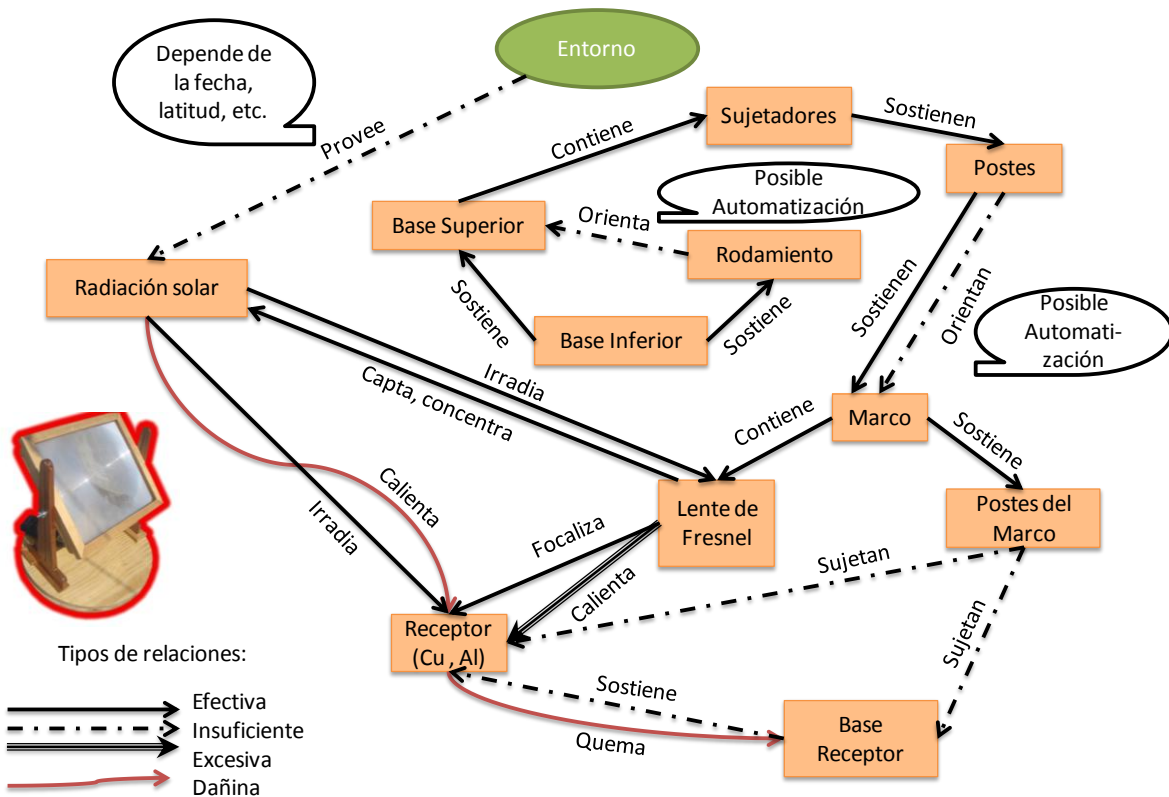 Entorno
Depende de
la fecha,
latitud, etc.
Provee
Contiene
Sujetadores
Sostienen
Postes
Posible
Automatización
Base Superior
Orienta
Rodamiento
Radiación solar
Sostiene
Base Inferior
Sostiene
Sostienen
Orientan
Posible
Automati-
zación
Irradia
Capta, concentra
Contiene
Marco
Sostiene
Irradia
Calienta
Focaliza
Lente de
Fresnel
Calienta
Postes del
Marco
Sujetan
Sujetan
Receptor
(Cu , Al)
Sostiene
Quema
Base
Receptor
Tipos de relaciones:
Efectiva
Insuficiente
Excesiva
Dañina